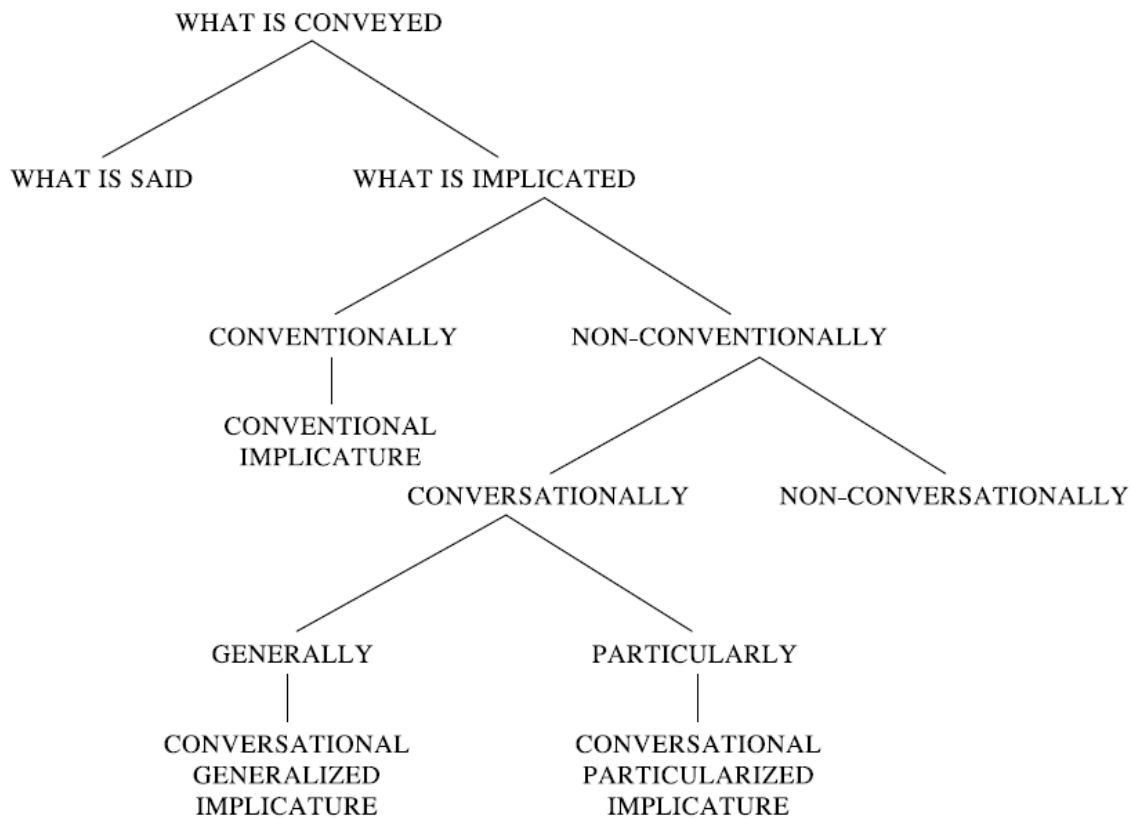 WHAT IS CONVEYED
WHAT IS SAID
WHAT IS IMPLICATED
CONVENTIONALLY
NON-CONVENTIONALLY
CONVENTIONAL
IMPLICATURE
CONVERSATIONALLY
NON-CONVERSATIONALLY
GENERALLY
PARTICULARLY
CONVERSATIONAL
GENERALIZED
IMPLICATURE
CONVERSATIONAL
PARTICULARIZED
IMPLICATURE